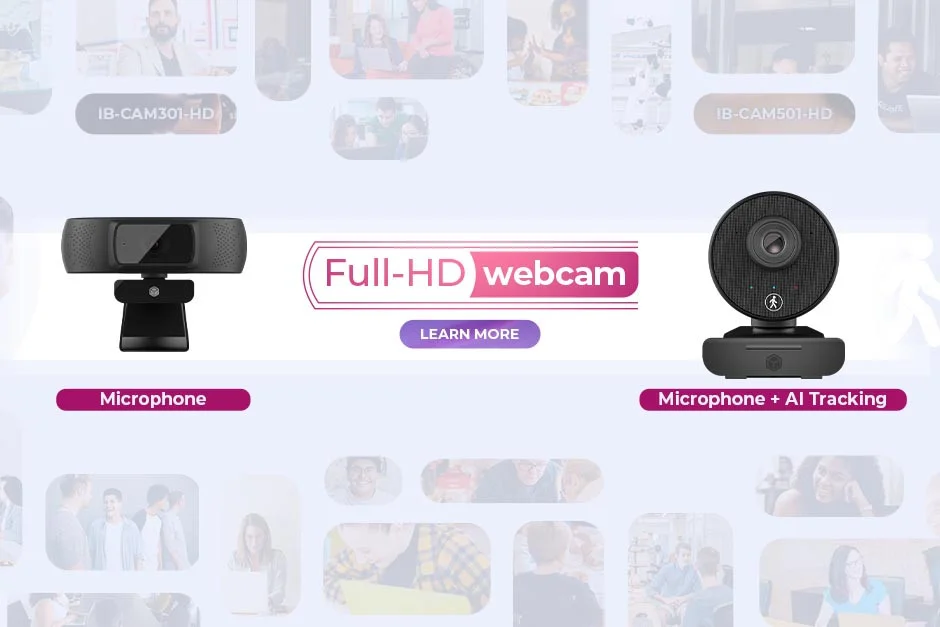 IB-CAM301-HD
IB-CAM501-HD
Full-HD webcam
LEARN MORE
Microphone
Microphone + AI Tracking